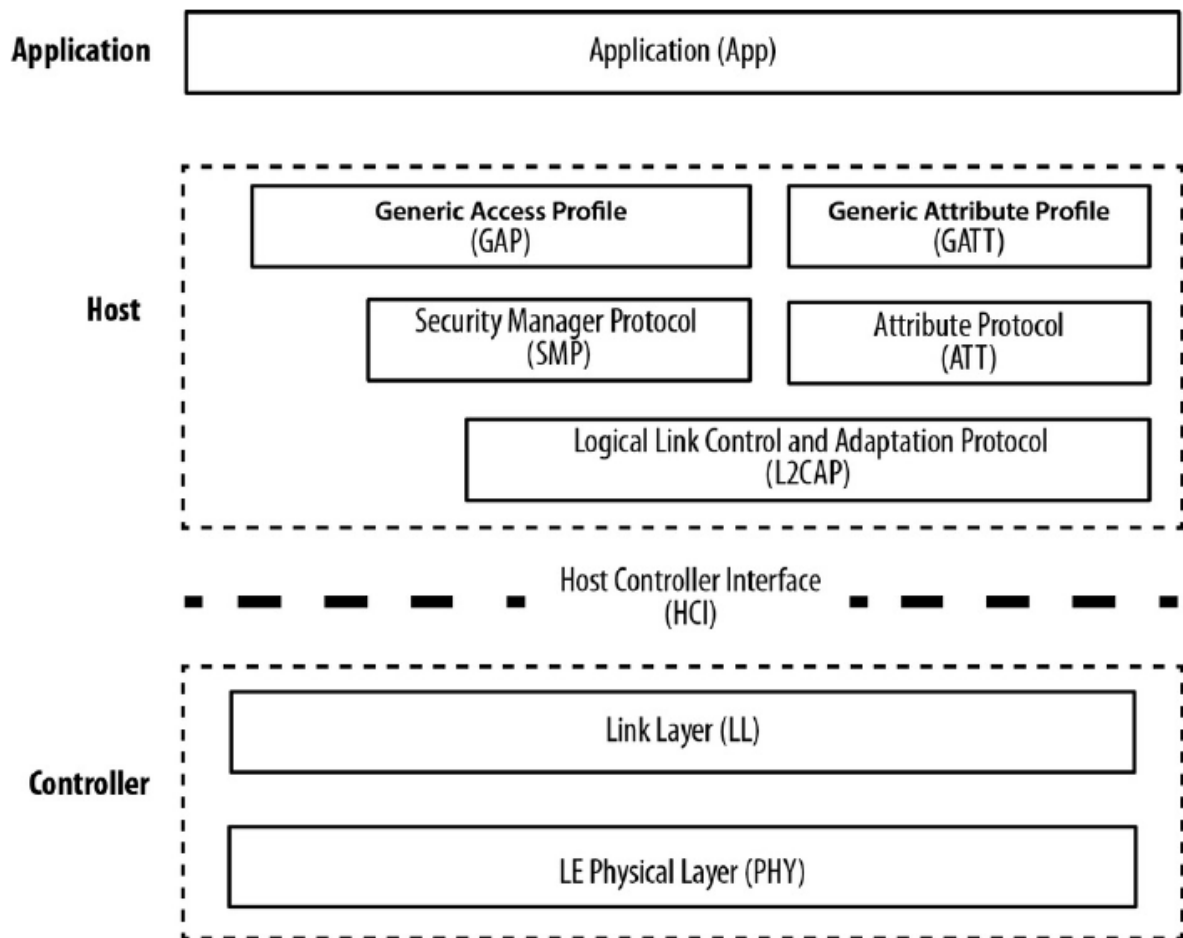 Application
Application (App)
Generic Access Profile
(GAP)
Generic Attribute Profile
(GATT)
Host
Security Manager Protocol
(SMP)
Attribute Protocol
(ATT)
Logical Link Control and Adaptation Protocol
(L2CAP)
Host Controller Interface
(HCI)
Link Layer (LL)
Controller
LE Physical Layer (PHY)